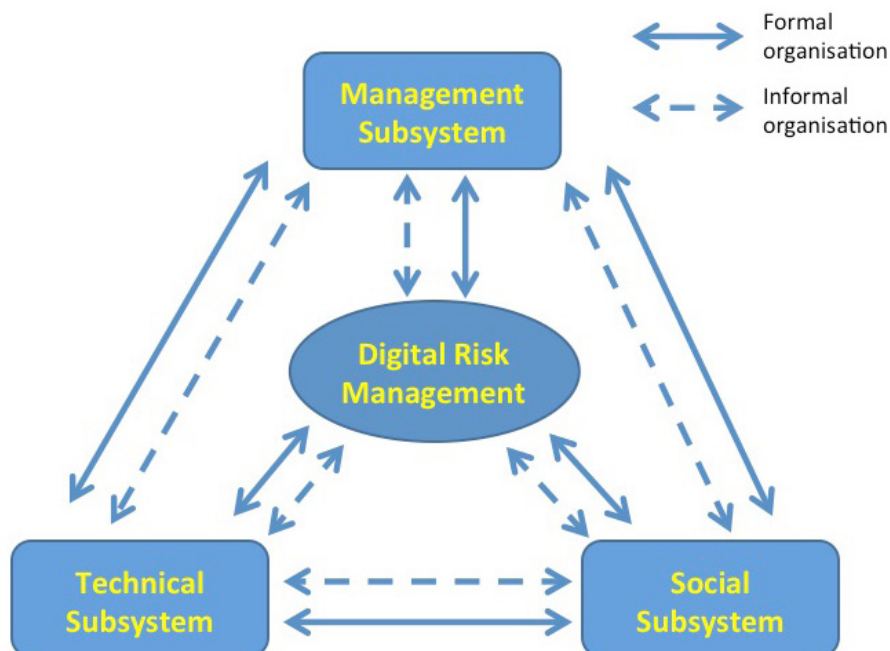 Formal
organisation
Management
Subsystem
Informal
organisation
Digital Risk
Management
Technical
Subsystem
Social
Subsystem